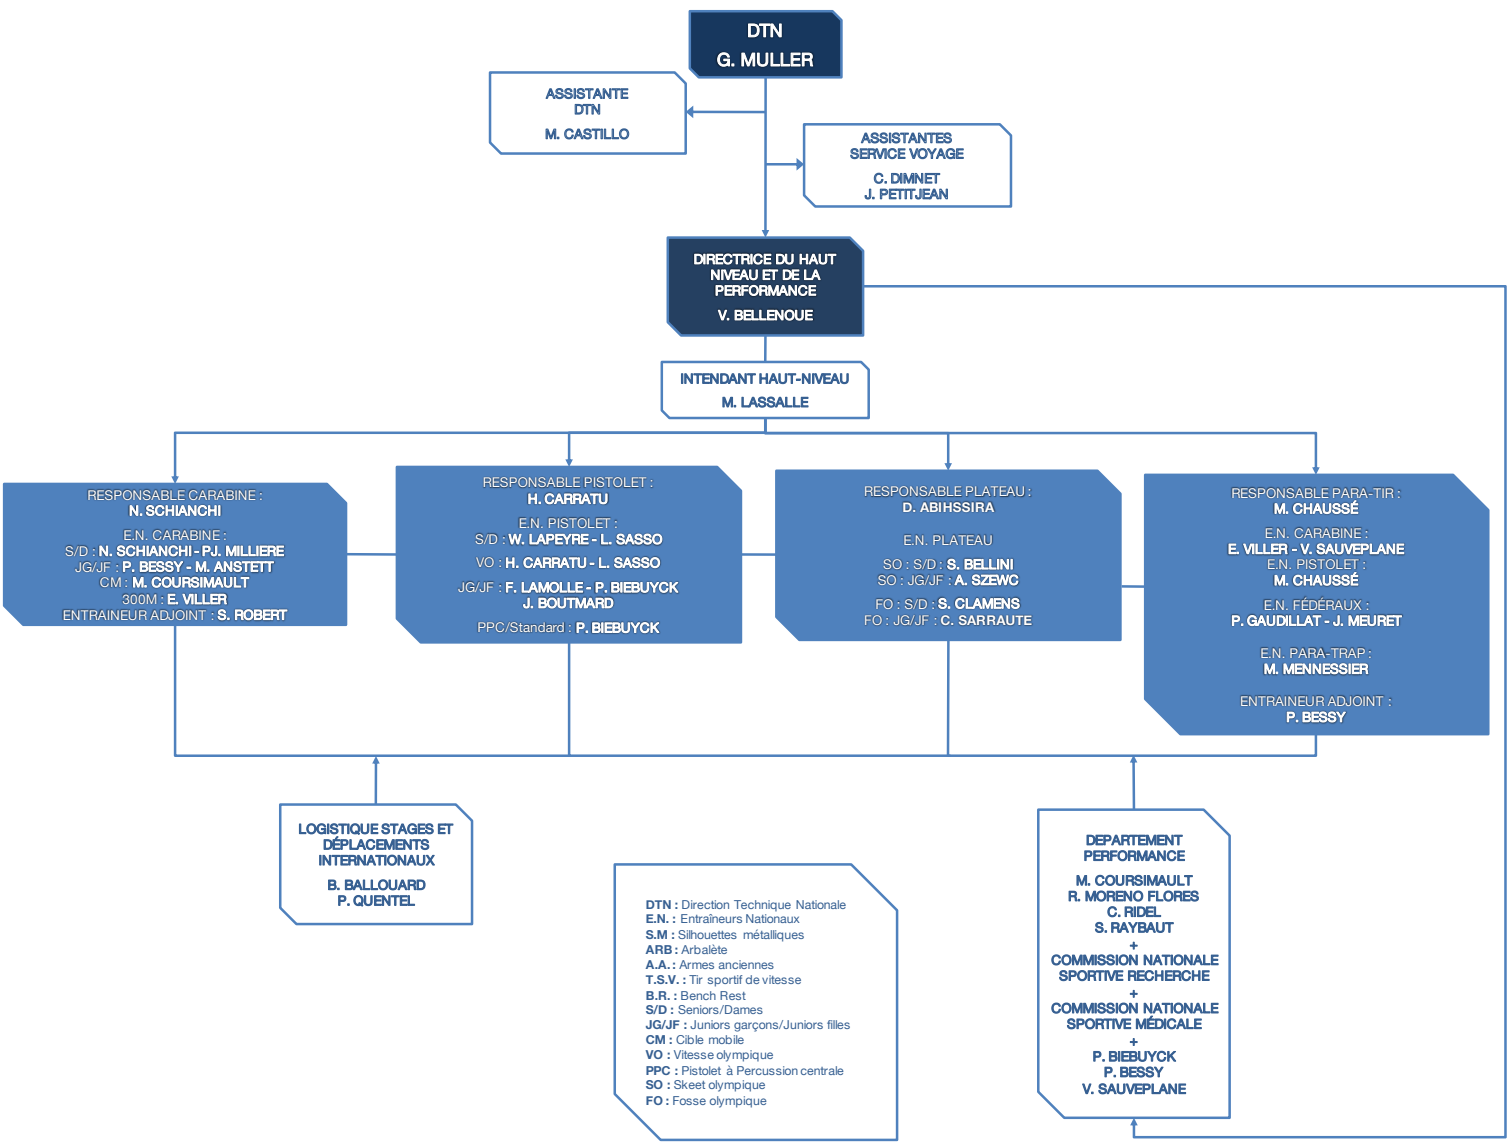 DTN
G. MULLER
ASSISTANTE
DTN
M. CASTILLO
ASSISTANTES
SERVICE VOYAGE
C. DIMNET
J. PETITJEAN
DIRECTRICE DU HAUT
NIVEAU ET DE LA
PERFORMANCE
V. BELLENOUE
INTENDANT HAUT-NIVEAU
M. LASSALLE
RESPONSABLE CARABINE :
N. SCHIANCHI
E.N. CARABINE :
S/D : N. SCHIANCHI - PJ. MILLIERE
JG/JF : P. BESSY - M. ANSTETT
CM : M. COURSIMAULT
300M : E. VILLER
ENTRAINEUR ADJOINT : S. ROBERT
RESPONSABLE PISTOLET :
H. CARRATU
E.N. PISTOLET :
S/D : W. LAPEYRE - L. SASSO
VO : H. CARRATU - L. SASSO
JG/JF : F. LAMOLLE - P. BIEBUYCK
J. BOUTMARD
PPC/Standard : P. BIEBUYCK
RESPONSABLE PLATEAU :
D. ABIHSSIRA
E.N. PLATEAU
SO : S/D : S. BELLINI
SO : JG/JF : A. SZEWC
FO : S/D : S. CLAMENS
FO : JG/JF : C. SARRAUTE
RESPONSABLE PARA-TIR :
M. CHAUSSÉ
E.N. CARABINE :
E. VILLER - V. SAUVEPLANE
E.N. PISTOLET :
M. CHAUSSÉ
E.N. FÉDÉRAUX :
P. GAUDILLAT - J. MEURET
E.N. PARA-TRAP :
M. MENNESSIER
ENTRAINEUR ADJOINT :
P. BESSY
LOGISTIQUE STAGES ET
DÉPLACEMENTS
INTERNATIONAUX
B. BALLOUARD
P. QUENTEL
DTN : Direction Technique Nationale
E.N. : Entraîneurs Nationaux
S.M : Silhouettes métalliques
ARB : Arbalète
A.A. : Armes anciennes
T.S.V. : Tir sportif de vitesse
B.R. : Bench Rest
S/D : Seniors/Dames
JG/JF : Juniors garçons/Juniors filles
CM : Cible mobile
VO : Vitesse olympique
PPC : Pistolet à Percussion centrale
SO : Skeet olympique
FO : Fosse olympique
DEPARTEMENT
PERFORMANCE
M. COURSIMAULT
R. MORENO FLORES
C. RIDEL
S. RAYBAUT
+
COMMISSION NATIONALE
SPORTIVE RECHERCHE
+
COMMISSION NATIONALE
SPORTIVE MÉDICALE
+
P. BIEBUYCK
P. BESSY
V. SAUVEPLANE